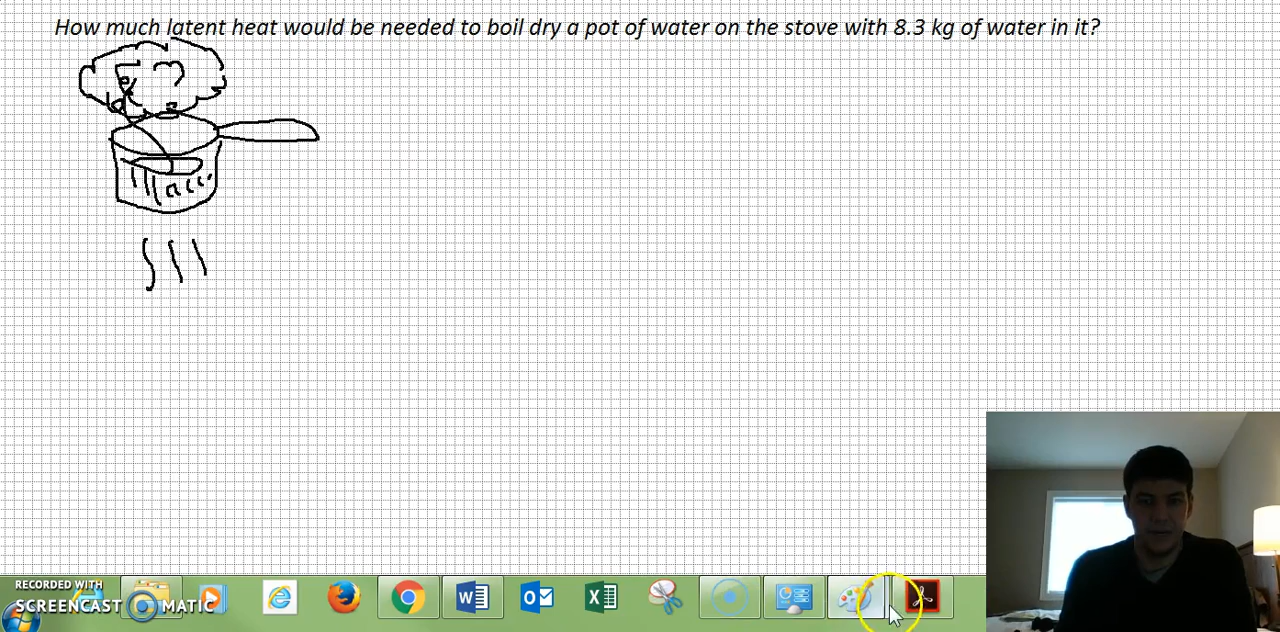 How much latent heat would be needed to boil dry a pot of water on the stove with 8.3 kg of water in it?
RECORDED WITH
SCREENCAST MATIC